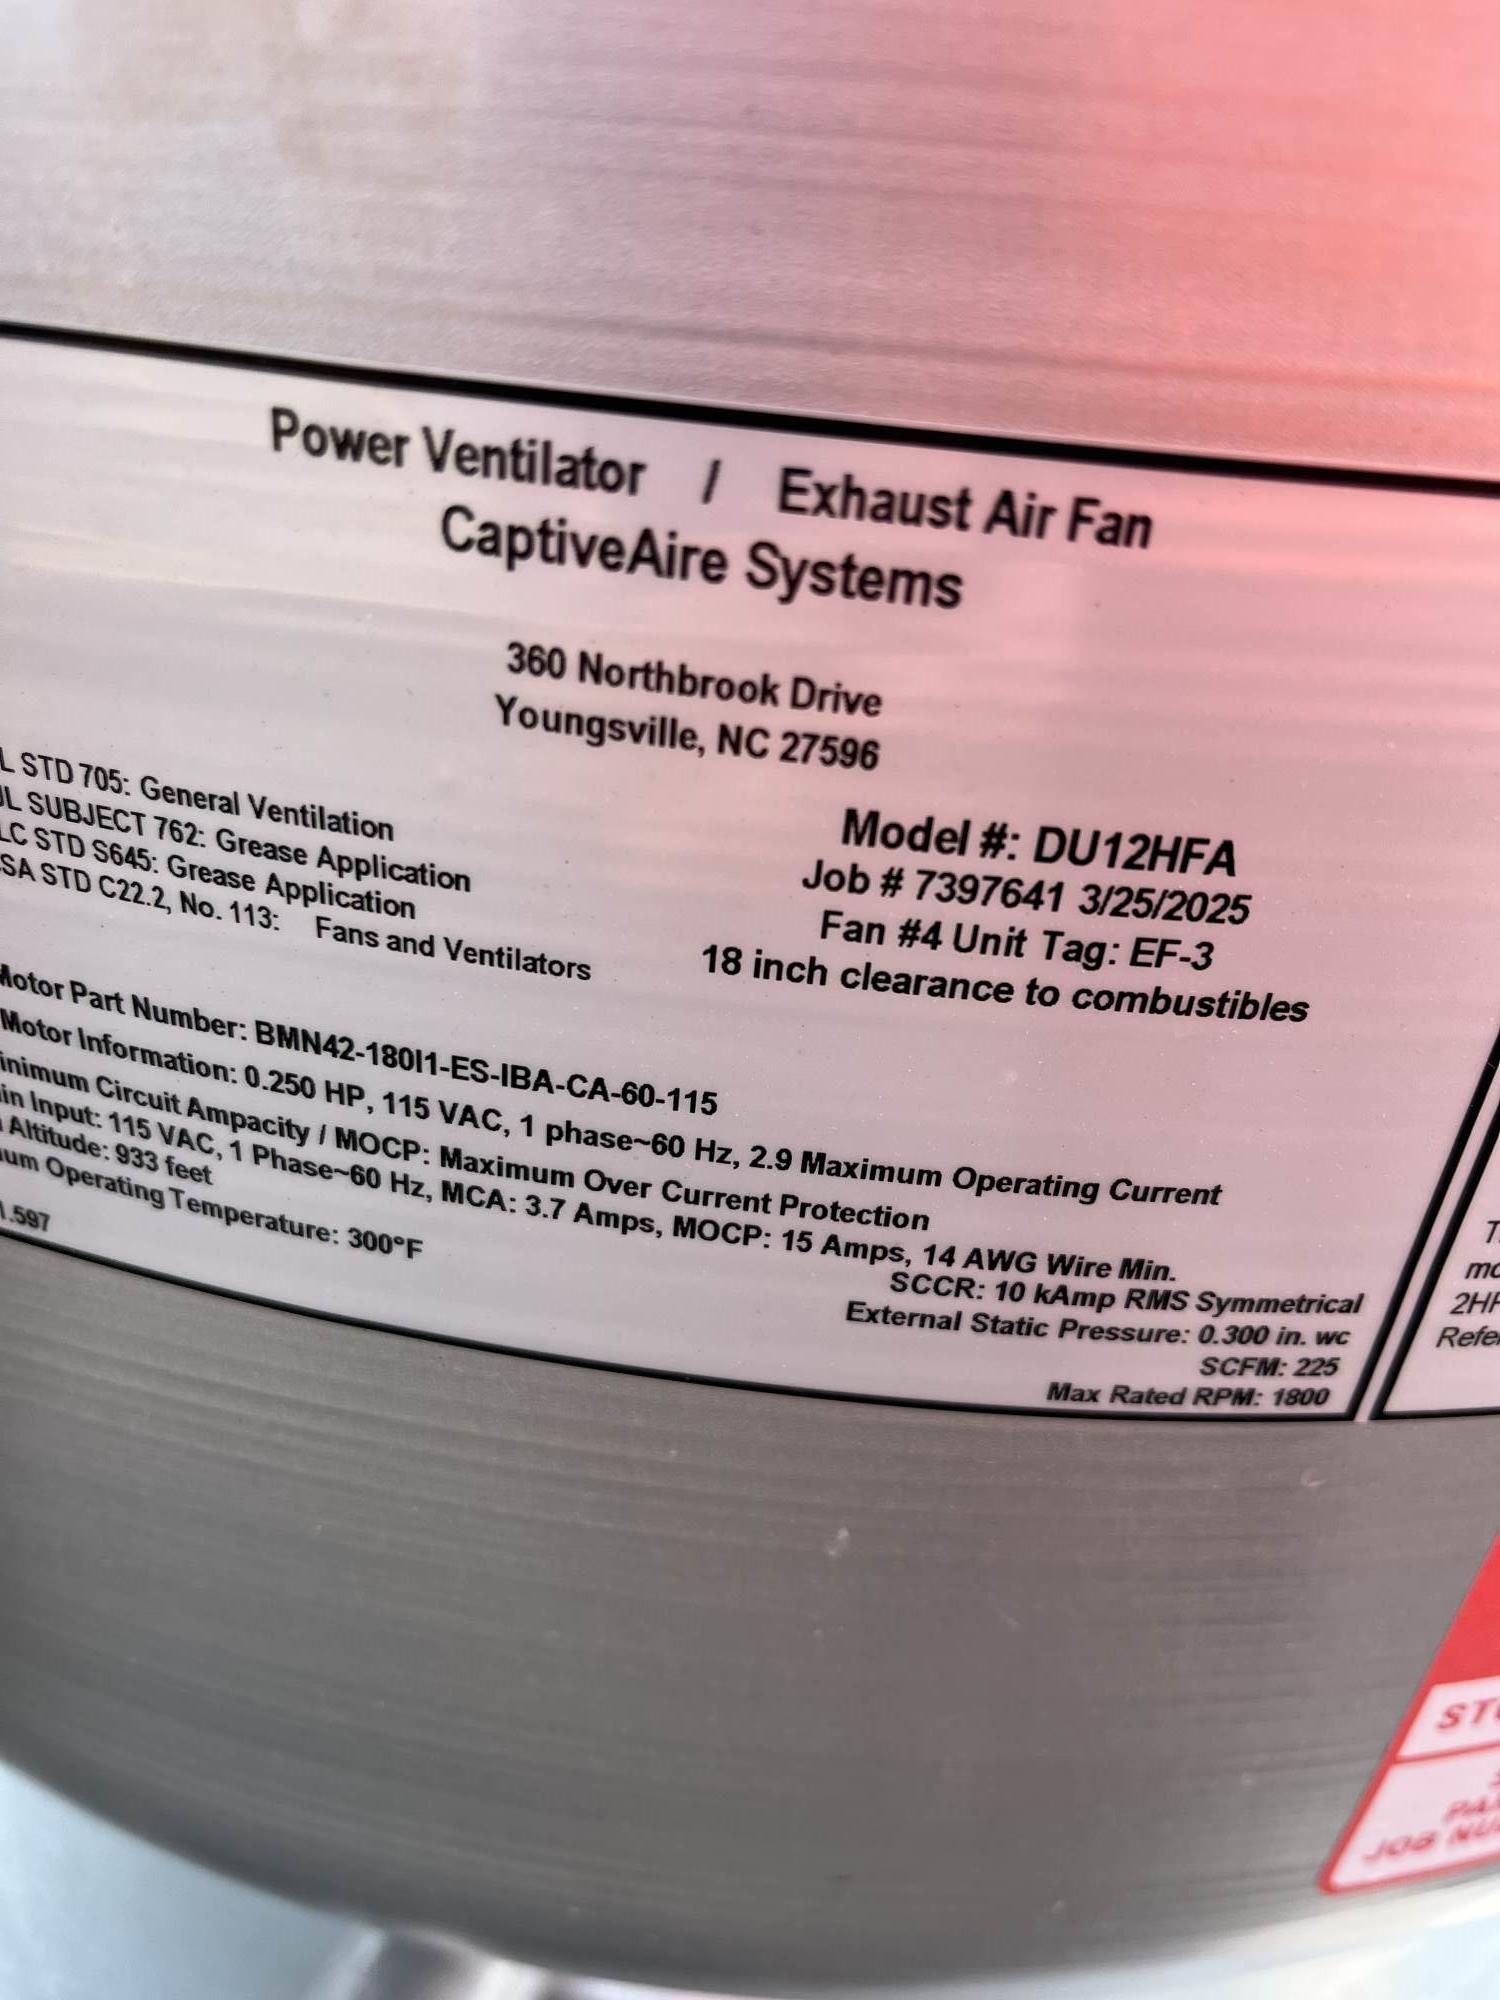 Power Ventilator / Exhaust Air Fan
CaptiveAire Systems
360 Northbrook Drive
Youngsville, NC 27596
L STD 705: General Ventilation
UL SUBJECT 762: Grease Application
LC STD S645: Grease Application
SA STD C22.2, No. 113: Fans and Ventilators
Model #: DU12HFA
Job # 7397641 3/25/2025
Fan #4 Unit Tag: EF-3
18 inch clearance to combustibles
Motor Part Number: BMN42-180I1-ES-IBA-CA-60-115
Motor Information: 0.250 HP, 115 VAC, 1 phase~60 Hz, 2.9 Maximum Operating Current
inimum Circuit Ampacity / MOCP: Maximum Over Current Protection
in Input: 115 VAC, 1 Phase~60 Hz, MCA: 3.7 Amps, MOCP: 15 Amps, 14 AWG Wire Min.
Altitude: 933 feet
um Operating Temperature: 300°F
1.597
SCCR: 10 kAmp RMS Symmetrical
External Static Pressure: 0.300 in. wc
SCFM: 225
Max Rated RPM: 1800
mo
2HP
Refe
STO
JOB NU